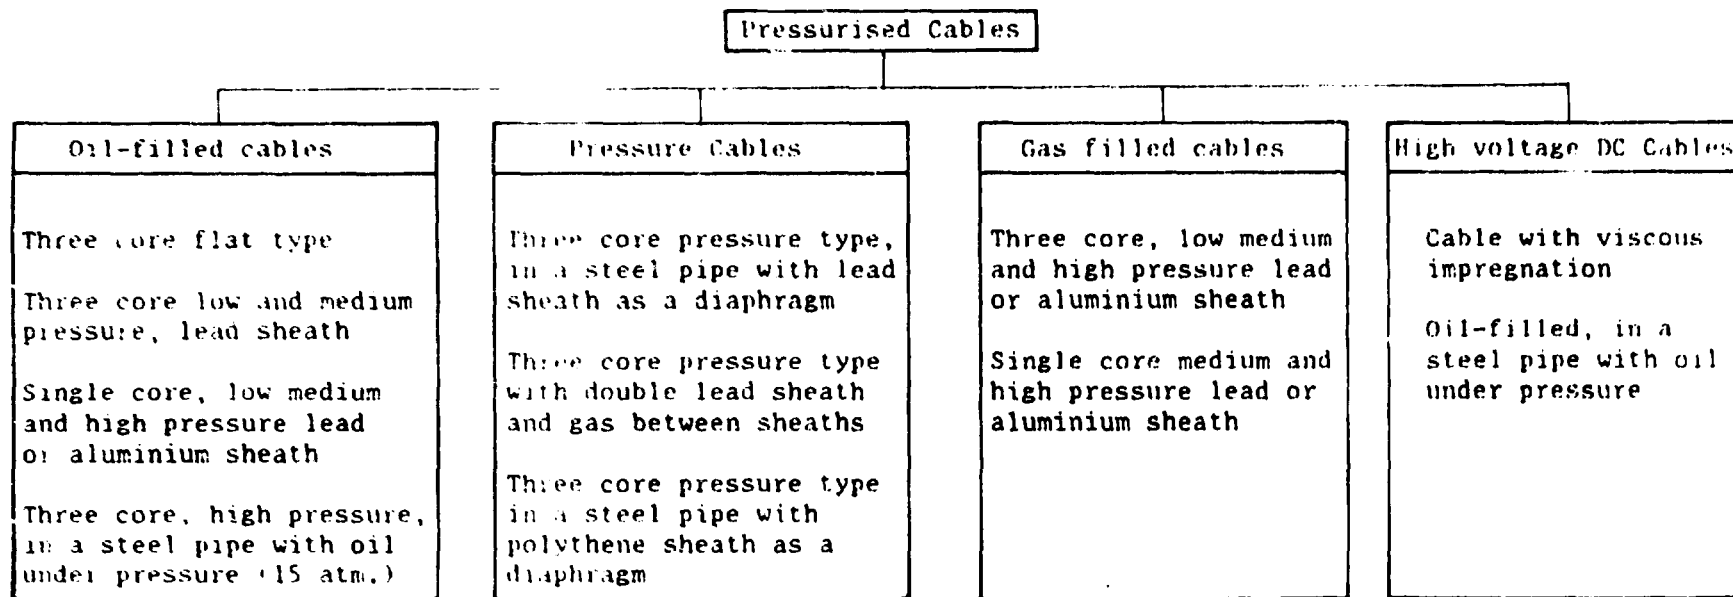 Pressurised Cables
Oil-filled cables
Three core flat type
Three core low and medium
pressure, lead sheath
Single core, low medium
and high pressure lead
or aluminium sheath
Three core, high pressure,
in a steel pipe with oil
under pressure (15 atm.)
Pressure Cables
Three core pressure type,
in a steel pipe with lead
sheath as a diaphragm
Three core pressure type
with double lead sheath
and gas between sheaths
Three core pressure type
in a steel pipe with
polythene sheath as a
diaphragm
Gas filled cables
Three core, low medium
and high pressure lead
or aluminium sheath
Single core medium and
high pressure lead or
aluminium sheath
High voltage DC Cables
Cable with viscous
impregnation
Oil-filled, in a
steel pipe with oil
under pressure